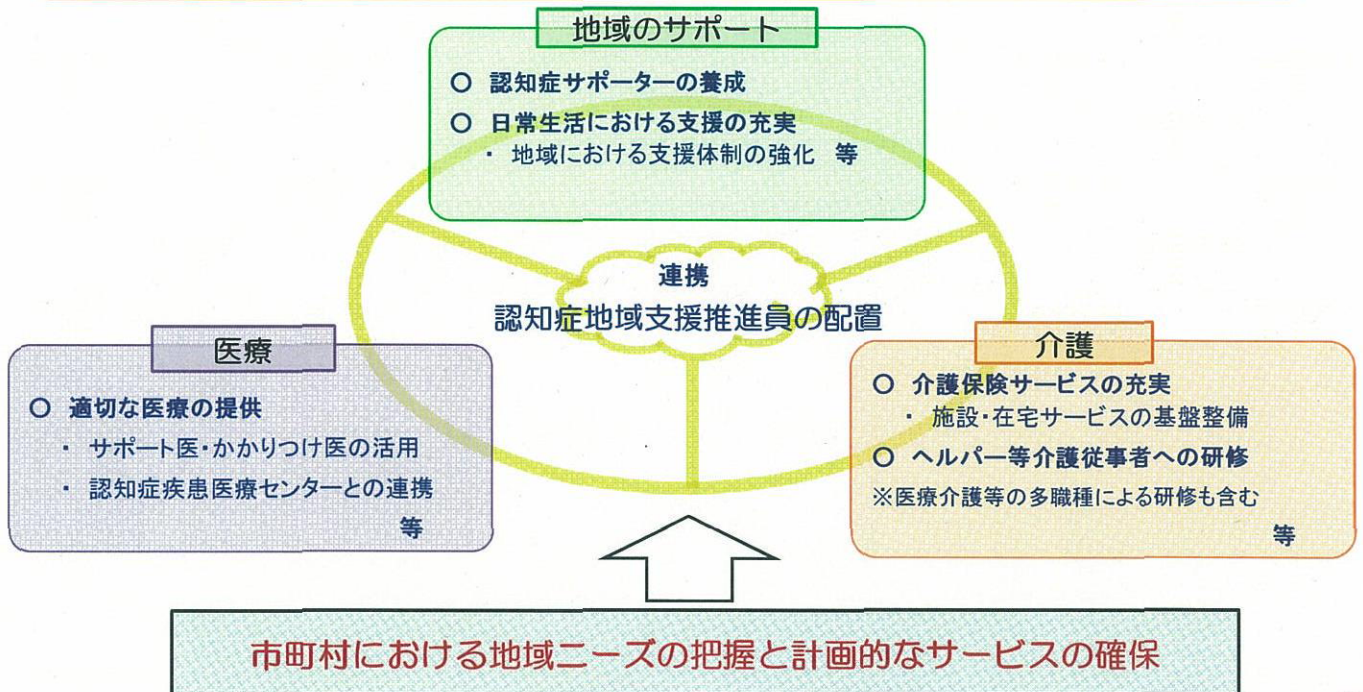 地域のサポート
○ 認知症サポーターの養成
○ 日常生活における支援の充実
・ 地域における支援体制の強化 等
連携
認知症地域支援推進員の配置
医療
○ 適切な医療の提供
・ サポート医・かかりつけ医の活用
・ 認知症疾患医療センターとの連携
等
介護
○ 介護保険サービスの充実
・ 施設・在宅サービスの基盤整備
○ ヘルパー等介護従事者への研修
※医療介護等の多職種による研修も含む
等
市町村における地域ニーズの把握と計画的なサービスの確保